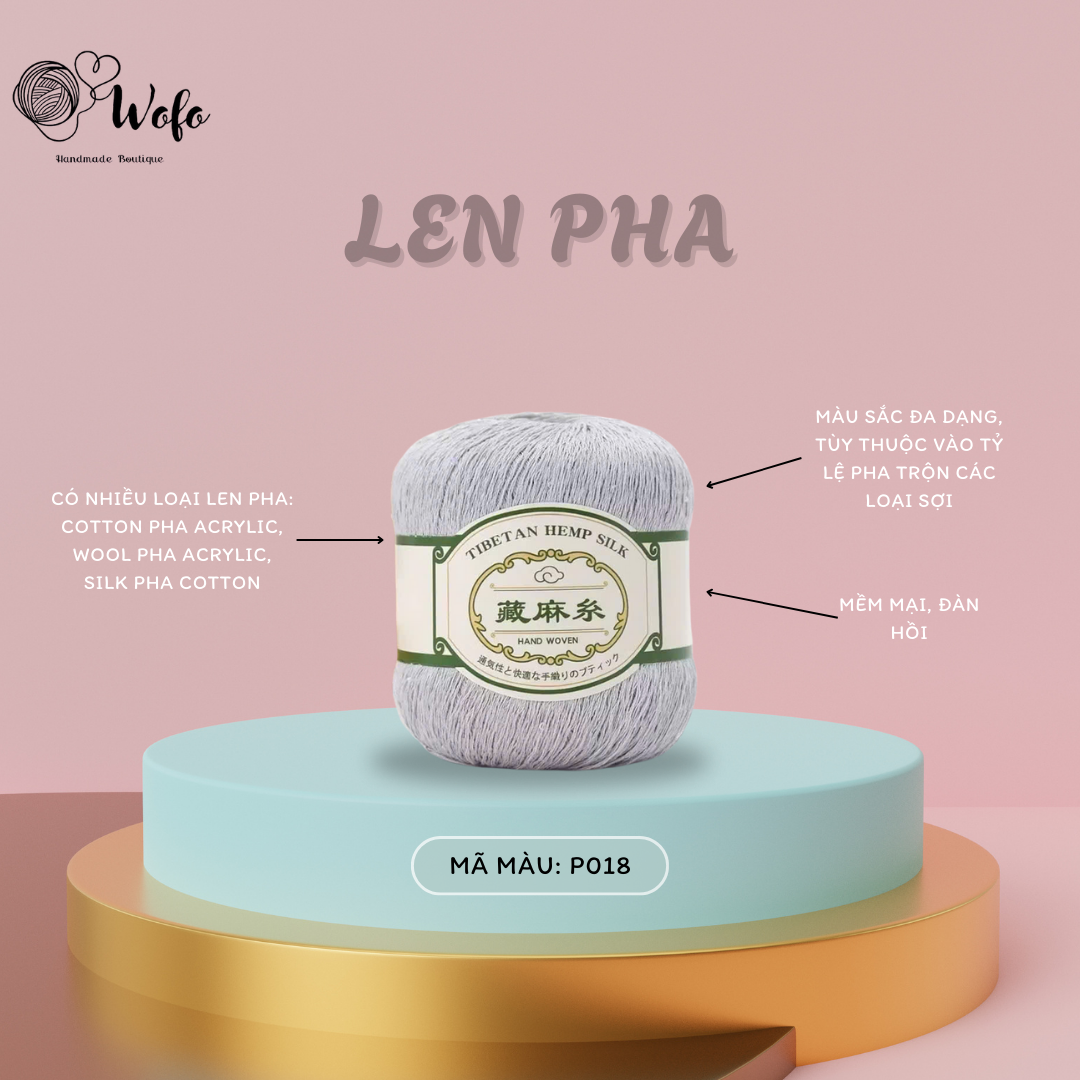 Wofo
Handmade Boutique
LEN PHA
MÀU SẮC ĐA DẠNG,
TÙY THUỘC VÀO TỶ
LỆ PHA TRỘN CÁC
LOẠI SỢI
CÓ NHIỀU LOẠI LEN PHA:
COTTON PHA ACRYLIC,
WOOL PHA ACRYLIC,
SILK PHA COTTON
TIBETAN HEMP SILK
藏麻糸
HAND WOVEN
通気性と快適な手織りのブティック
MỀM MẠI, ĐÀN
HỒI
MÃ MÀU: P018